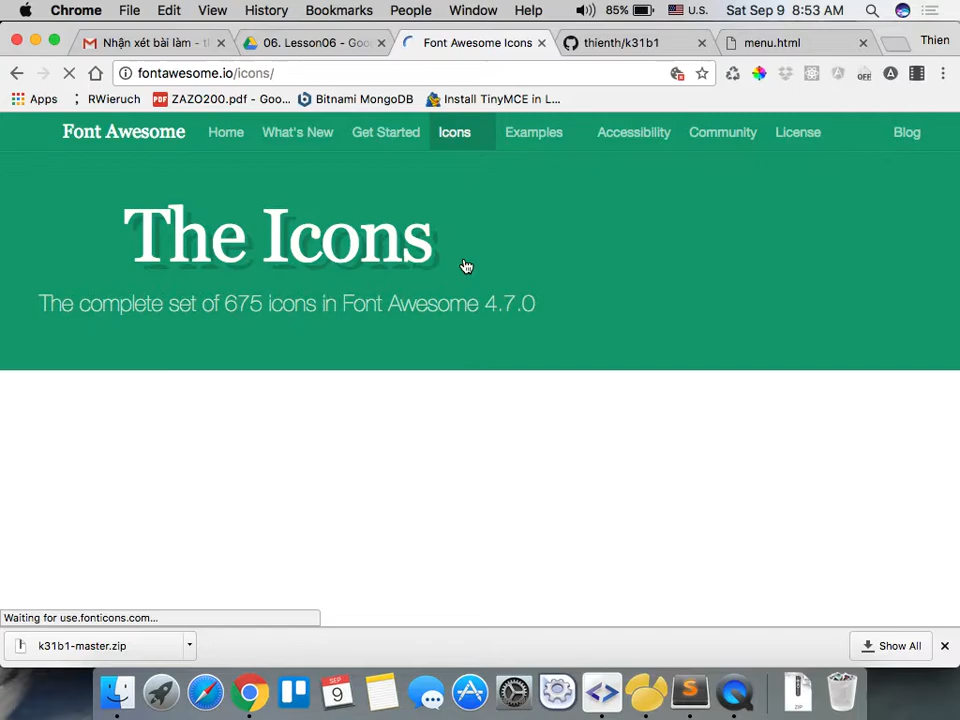 Chrome File Edit View History Bookmarks People Window Help 85% U.S. Sat Sep 9 8:53 AM
Nhận xét bài làm - t 06. Lesson06 - Goo Font Awesome Icons thienth/k31b1 menu.html Thien
fontawesome.io/icons/ OFF A
Apps RWieruch ZAZO200.pdf - Goo... Bitnami MongoDB Install TinyMCE in L...
Font Awesome Home What's New Get Started Icons Examples Accessibility Community License Blog
The Icons
The complete set of 675 icons in Font Awesome 4.7.0
Waiting for use.fonticons.com...
k31b1-master.zip Show All
SEP
9
ZIP